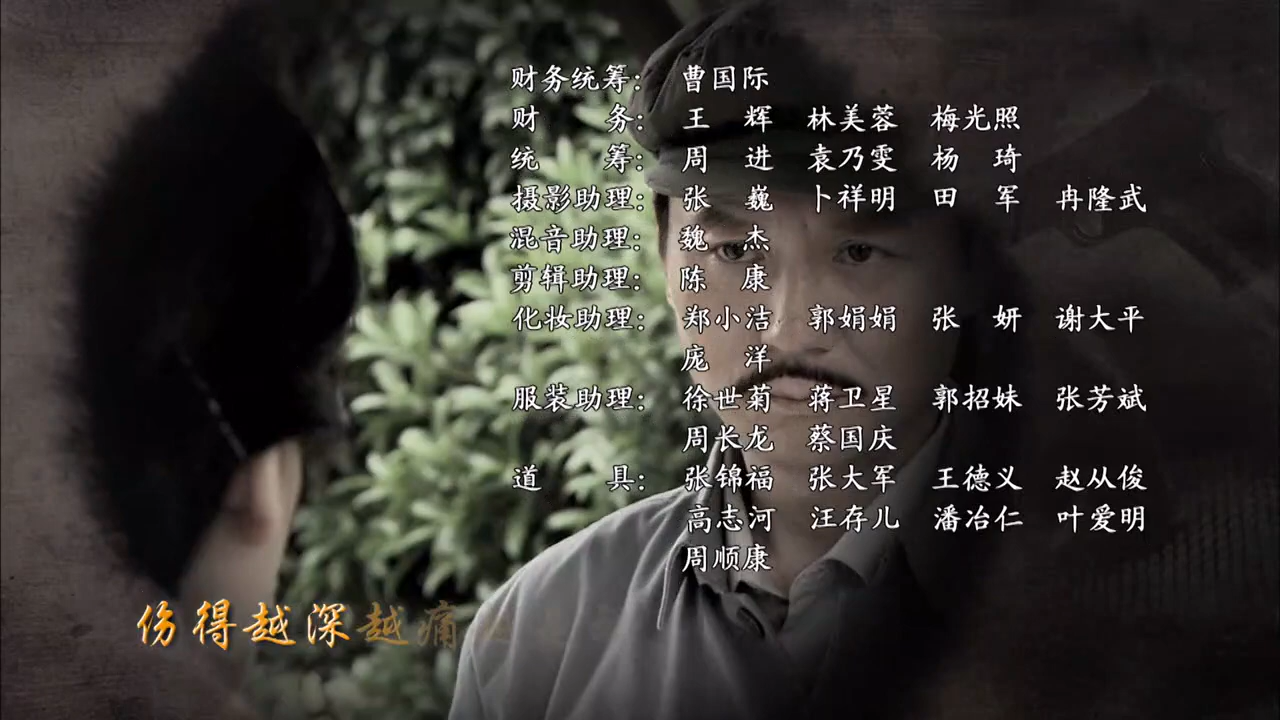 财务统筹： 曹国际
财 务： 王 辉 林美蓉 梅光照
统 筹： 周 进 袁乃雯 杨 琦
摄影助理： 张 巍 卜祥明 田 军 冉隆武
混音助理： 魏 杰
剪辑助理： 陈 康
化妆助理： 郑小洁 郭娟娟 张 妍 谢大平
庞 洋
服装助理： 徐世菊 蒋卫星 郭招妹 张芳斌
周长龙 蔡国庆
道 具： 张锦福 张大军 王德义 赵从俊
高志河 汪存儿 潘冶仁 叶爱明
周顺康
伤得越深越痛